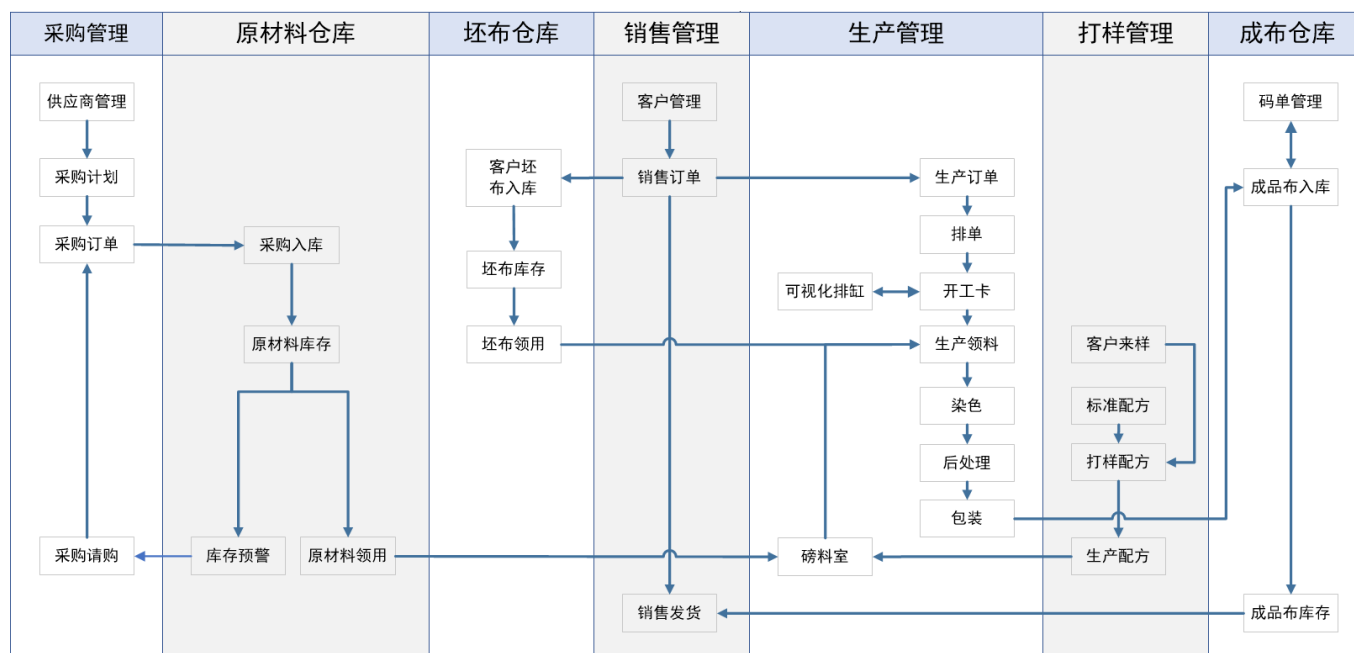 采购管理
原材料仓库
坯布仓库
销售管理
生产管理
打样管理
成布仓库
供应商管理
采购计划
采购订单
采购请购
采购入库
原材料库存
库存预警
原材料领用
客户坯
布入库
坯布库存
坯布领用
客户管理
销售订单
销售发货
生产订单
排单
可视化排缸
开工卡
生产领料
染色
后处理
包装
磅料室
客户来样
标准配方
打样配方
生产配方
码单管理
成品布入库
成品布库存